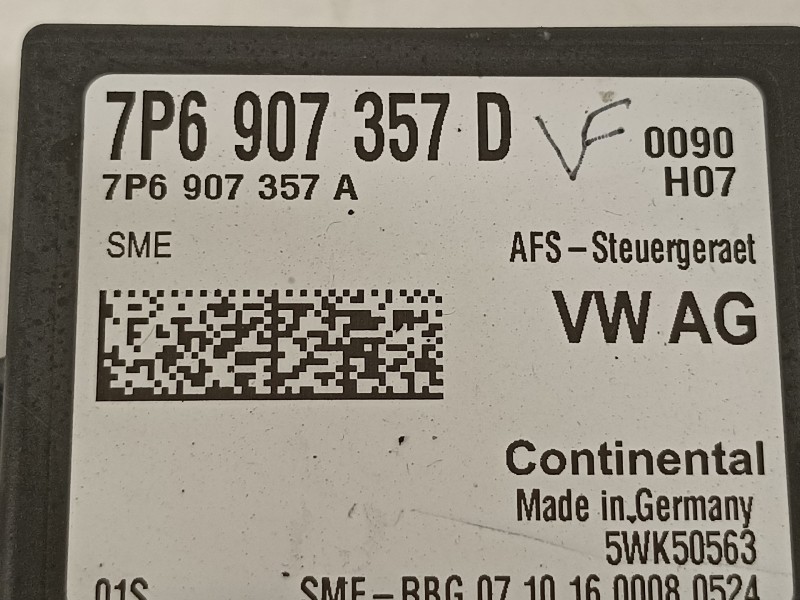 7P6 907 357 D VF 0090
7P6 907 357 A H07
SME AFS-Steuergeraet
VW AG
Continental
Made in Germany
5WK50563
01S SME-RBG 07.10.16 0008 0524